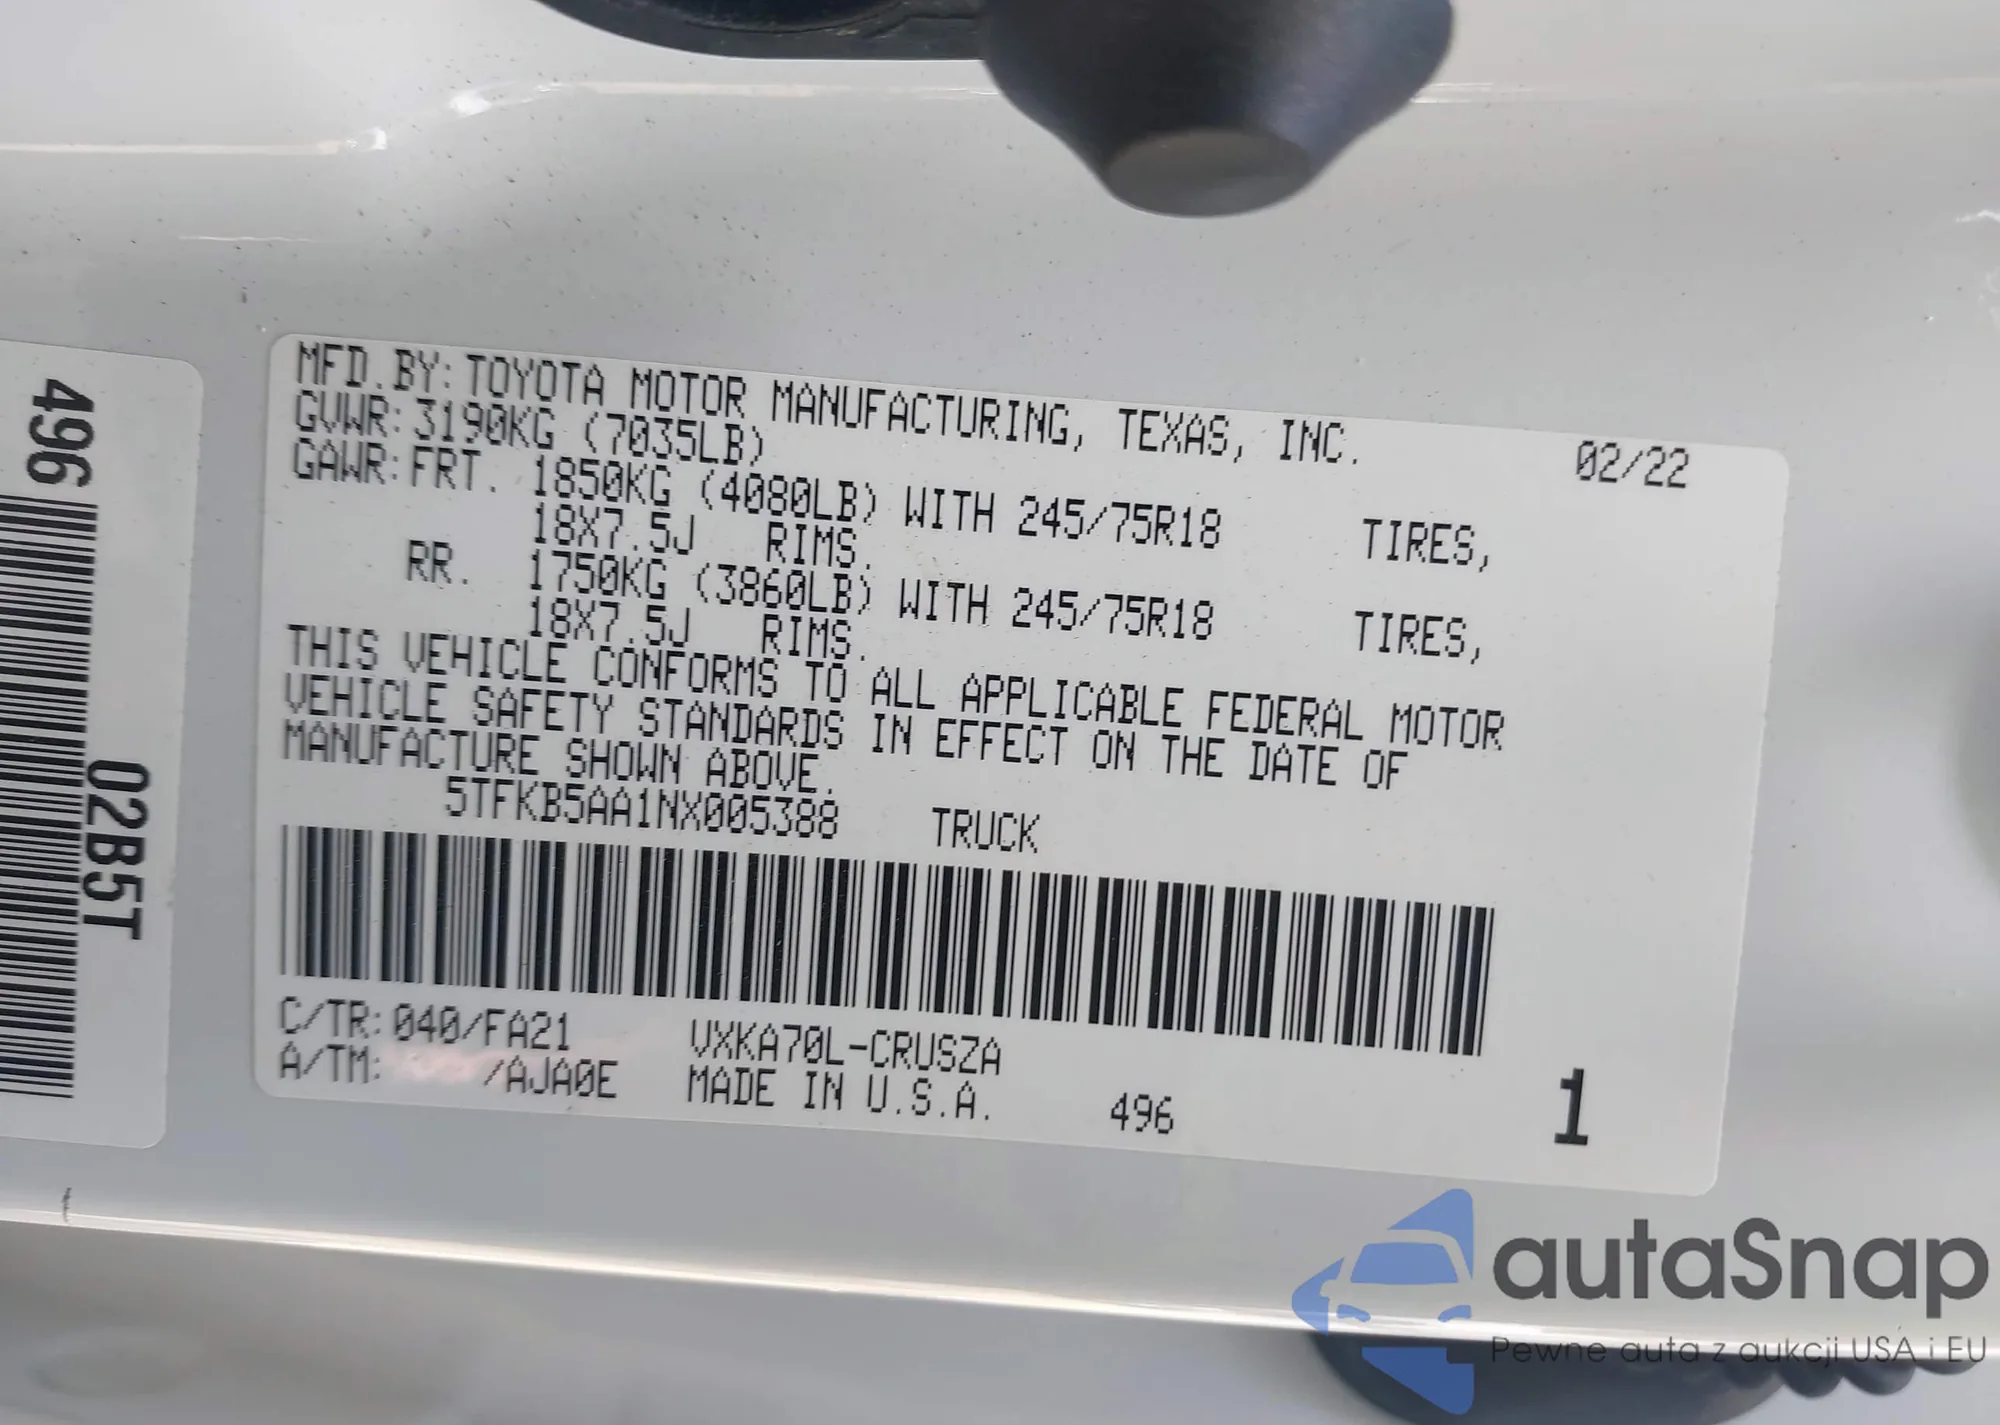 MFD.BY: TOYOTA MOTOR MANUFACTURING, TEXAS, INC. 02/22
GVWR: 3190KG (7035LB)
GAWR: FRT. 1850KG (4080LB) WITH 245/75R18 TIRES,
18X7.5J RIMS.
RR. 1750KG (3860LB) WITH 245/75R18 TIRES,
18X7.5J RIMS.
THIS VEHICLE CONFORMS TO ALL APPLICABLE FEDERAL MOTOR
VEHICLE SAFETY STANDARDS IN EFFECT ON THE DATE OF
MANUFACTURE SHOWN ABOVE.
5TFKB5AA1NX005388 TRUCK
C/TR: 040/FA21 VXKA70L-CRUSZA
A/TM: /AJA0E MADE IN U.S.A. 496 1
496
02B5T
autaSnap
Pewne auta z aukcji USA i EU